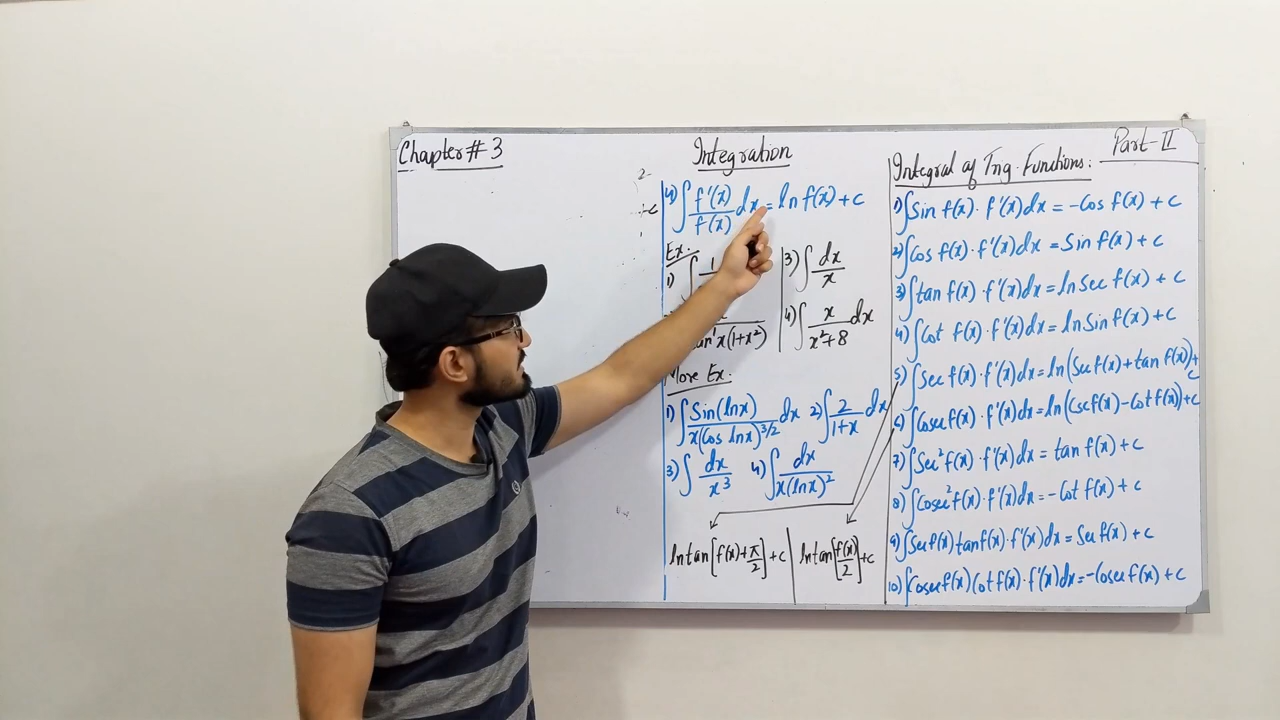 Chapter# 3
Integration
4) ∫ f'(x)/f(x) dx = ln f(x) + c
Ex:
1) ∫ 1
3) ∫ dx/x
x(1+x²)
4) ∫ x/(x²+8) dx
More Ex:
1) ∫ Sin(lnx)/(x(Cos lnx)^3/2) dx 2) ∫ 2/(1+x) dx
3) ∫ dx/x³ 4) ∫ dx/(x(lnx)²)
ln tan[f(x)+π/2]+c
ln tan[f(x)/2]+c
Part-II
Integral of Trig. Functions:
1) ∫Sin f(x)·f'(x)dx = -Cos f(x) + c
2) ∫Cos f(x)·f'(x)dx = Sin f(x) + c
3) ∫tan f(x)·f'(x)dx = ln Sec f(x) + c
4) ∫Cot f(x)·f'(x)dx = ln Sin f(x) + c
5) ∫Sec f(x)·f'(x)dx = ln(Sec f(x) + tan f(x)) + c
6) ∫Cosec f(x)·f'(x)dx = ln(Csc f(x) - Cot f(x)) + c
7) ∫Sec² f(x)·f'(x)dx = tan f(x) + c
8) ∫Cosec² f(x)·f'(x)dx = -Cot f(x) + c
9) ∫Sec f(x) tan f(x)·f'(x)dx = Sec f(x) + c
10) ∫Cosec f(x) Cot f(x)·f'(x)dx = -Cosec f(x) + c